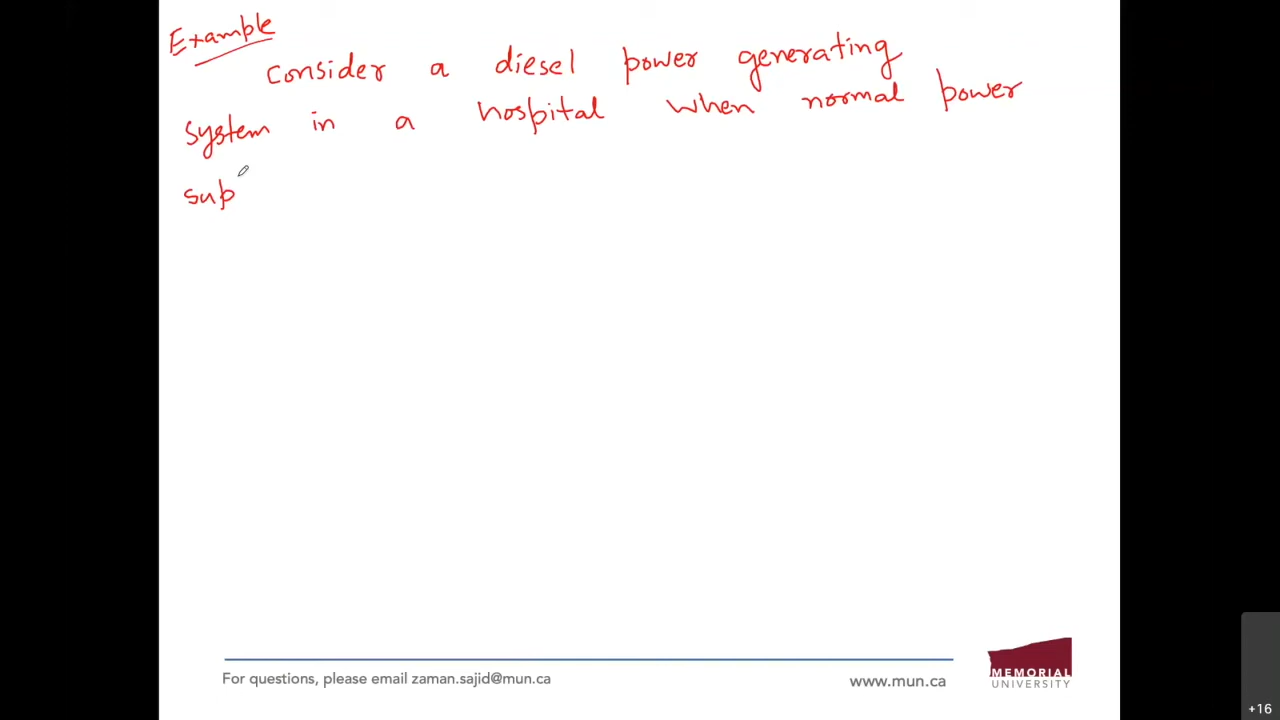 Example
Consider a diesel power generating
system in a hospital when normal power
sup
For questions, please email zaman.sajid@mun.ca
www.mun.ca
MEMORIAL
UNIVERSITY
+16